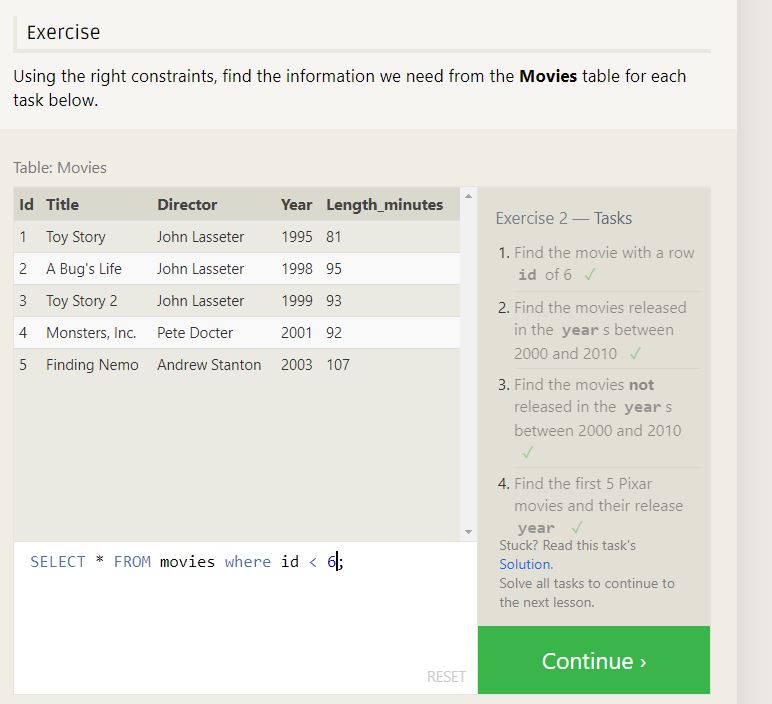 Exercise
Using the right constraints, find the information we need from the Movies table for each
task below.
Table: Movies
Id Title Director Year Length_minutes
1 Toy Story John Lasseter 1995 81
2 A Bug's Life John Lasseter 1998 95
3 Toy Story 2 John Lasseter 1999 93
4 Monsters, Inc. Pete Docter 2001 92
5 Finding Nemo Andrew Stanton 2003 107
SELECT * FROM movies where id < 6;
RESET
Exercise 2 — Tasks
1. Find the movie with a row
id of 6 ✓
2. Find the movies released
in the year s between
2000 and 2010 ✓
3. Find the movies not
released in the year s
between 2000 and 2010
✓
4. Find the first 5 Pixar
movies and their release
year ✓
Stuck? Read this task's
Solution.
Solve all tasks to continue to
the next lesson.
Continue ›